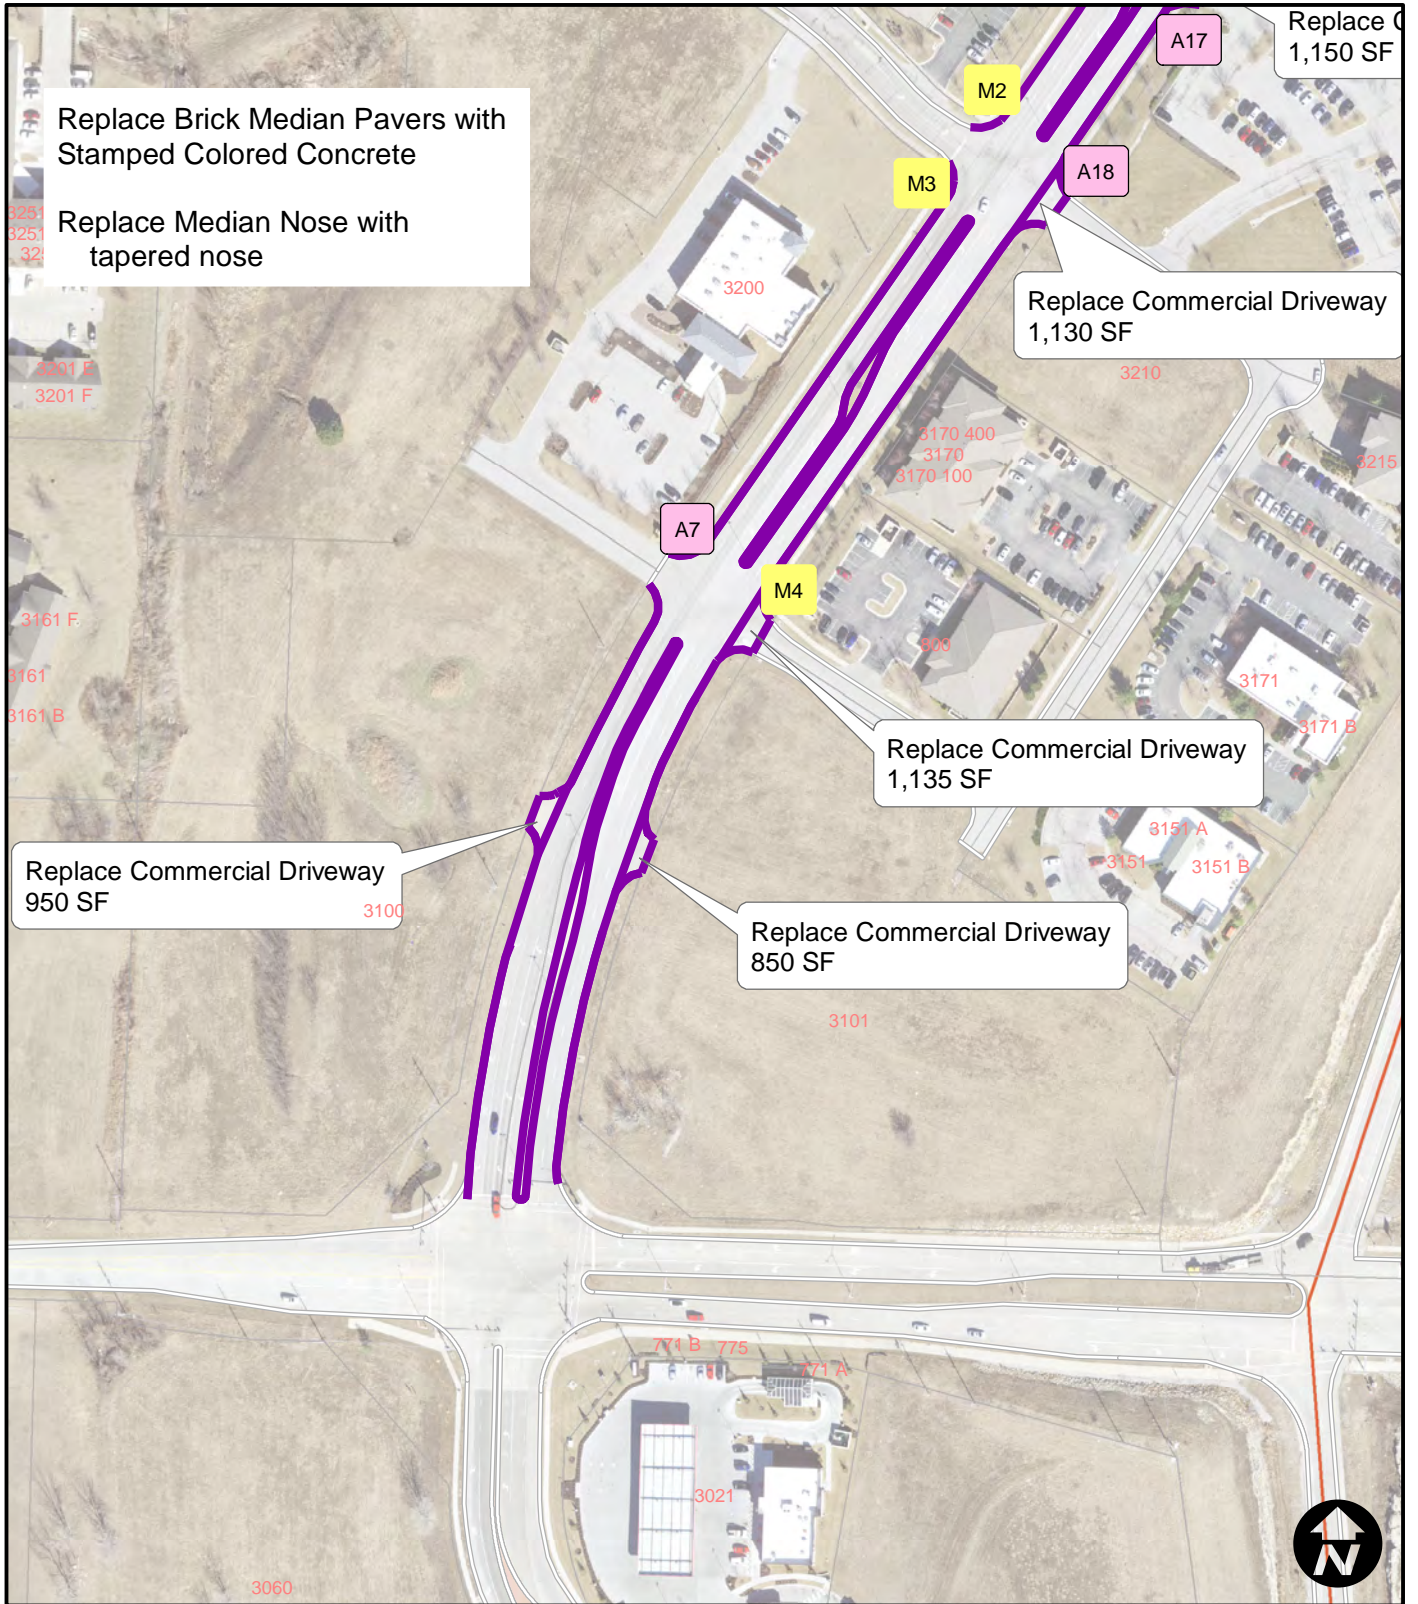 Replace Brick Median Pavers with
Stamped Colored Concrete
Replace Median Nose with
tapered nose
A17
Replace
1,150 SF
M2
M3
A18
3200
Replace Commercial Driveway
1,130 SF
3210
3251
3251
3201 E
3201 F
3170 400
3170
3170 100
3215
A7
M4
3161 F
3161
3161 B
900
3171
3171 B
Replace Commercial Driveway
1,135 SF
3151 A
3151
3151 B
Replace Commercial Driveway
950 SF
3100
Replace Commercial Driveway
850 SF
3101
771 B
775
771 A
3021
3060
N